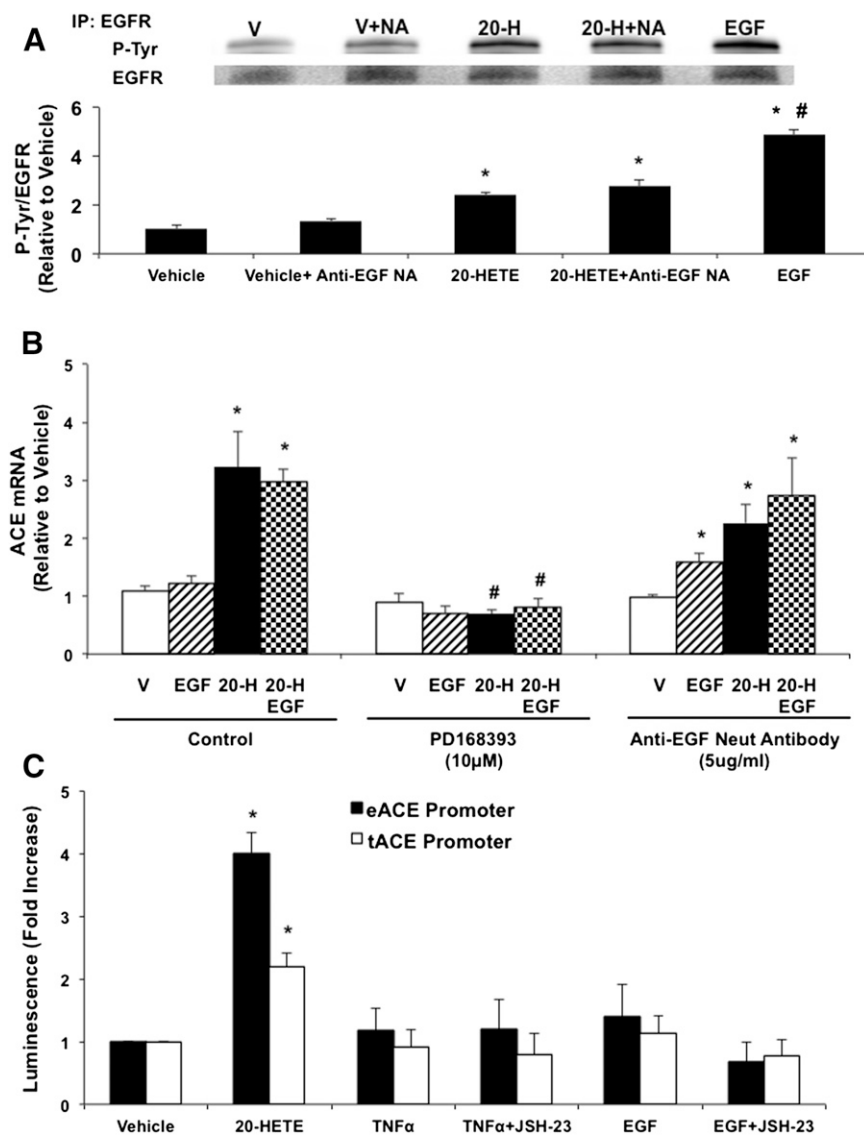 A
IP: EGFR
V V+NA 20-H 20-H+NA EGF
P-Tyr
EGFR
P-Tyr/EGFR
(Relative to Vehicle)
6
4
2
0
*
*
* #
Vehicle Vehicle+ Anti-EGF NA 20-HETE 20-HETE+Anti-EGF NA EGF
B
ACE mRNA
(Relative to Vehicle)
5
4
3
2
1
0
*
*
#
#
*
*
*
V EGF 20-H 20-H
EGF
V EGF 20-H 20-H
EGF
V EGF 20-H 20-H
EGF
Control
PD168393
(10µM)
Anti-EGF Neut Antibody
(5ug/ml)
C
Luminescence (Fold Increase)
5
4
3
2
1
0
*
*
eACE Promoter
tACE Promoter
Vehicle 20-HETE TNFα TNFα+JSH-23 EGF EGF+JSH-23